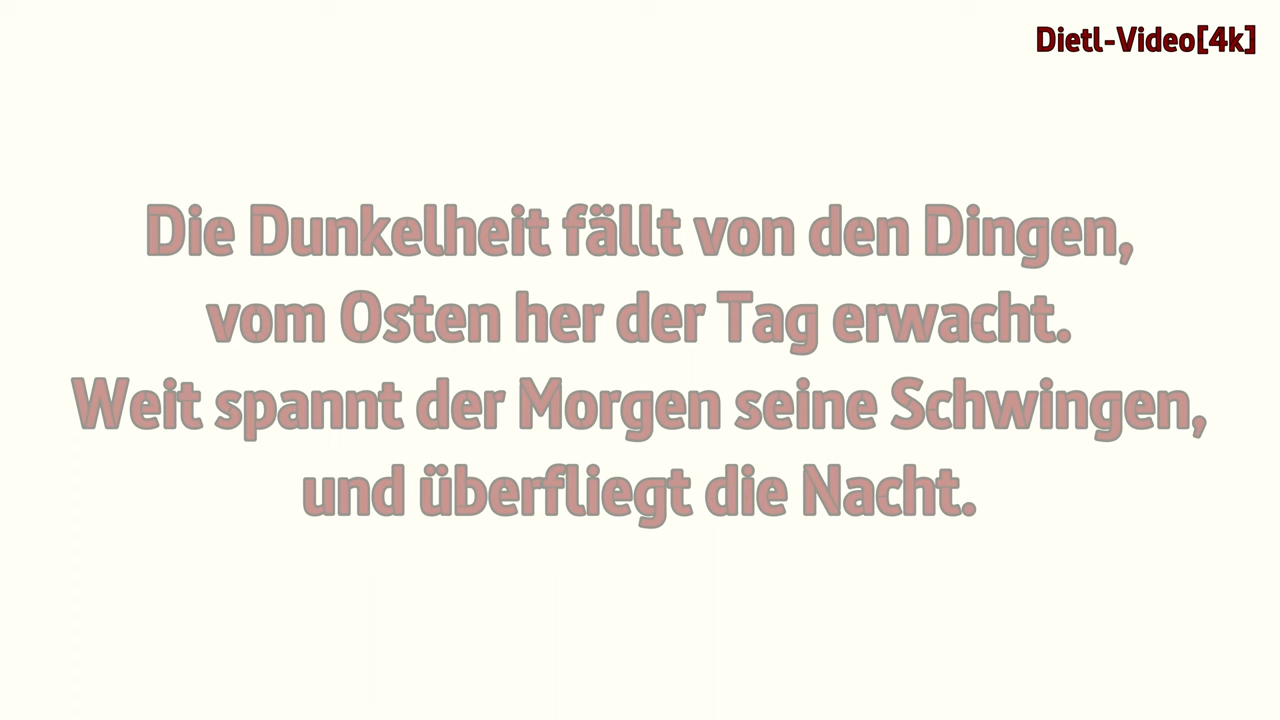 Dietl-Video[4k]
Die Dunkelheit fällt von den Dingen,
vom Osten her der Tag erwacht.
Weit spannt der Morgen seine Schwingen,
und überfliegt die Nacht.